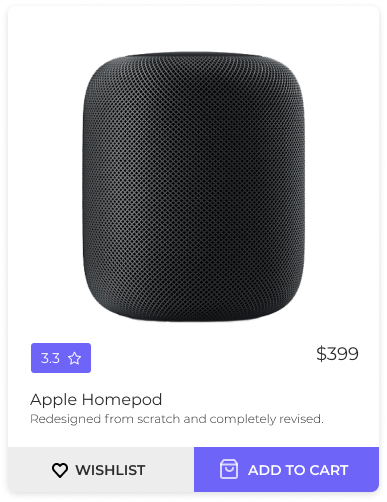 3.3
$399
Apple Homepod
Redesigned from scratch and completely revised.
WISHLIST
ADD TO CART